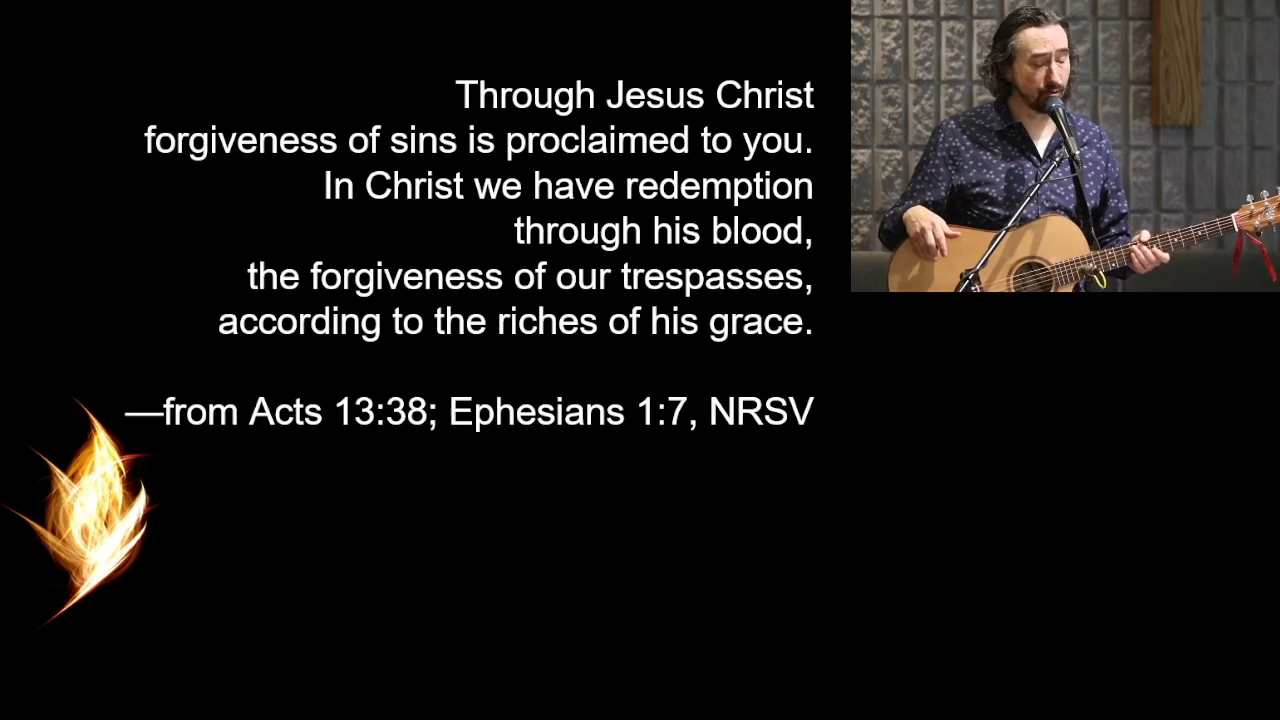 Through Jesus Christ
forgiveness of sins is proclaimed to you.
In Christ we have redemption
through his blood,
the forgiveness of our trespasses,
according to the riches of his grace.
—from Acts 13:38; Ephesians 1:7, NRSV